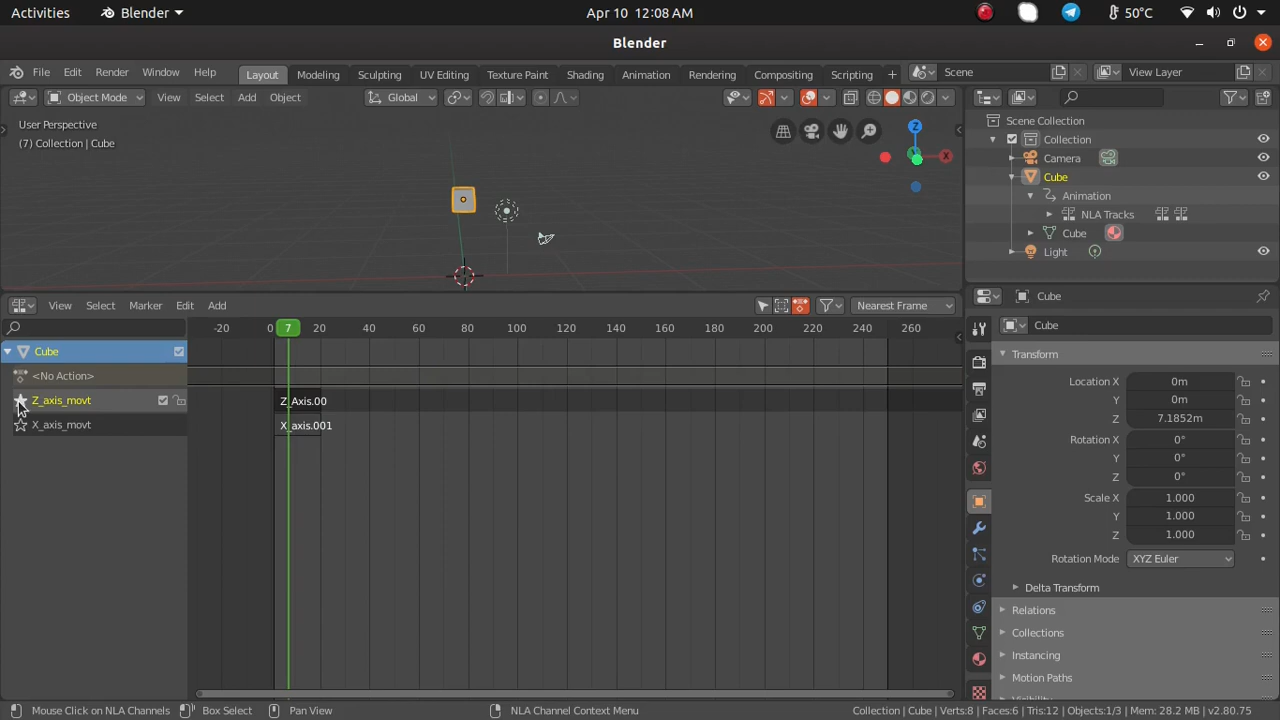 Activities Blender Apr 10 12:08 AM 50°C
Blender
File Edit Render Window Help Layout Modeling Sculpting UV Editing Texture Paint Shading Animation Rendering Compositing Scripting + Scene View Layer
Object Mode View Select Add Object Global
User Perspective
(7) Collection | Cube
Z
X
Scene Collection
Collection
Camera
Cube
Animation
NLA Tracks
Cube
Light
View Select Marker Edit Add Nearest Frame
-20 0 7 20 40 60 80 100 120 140 160 180 200 220 240 260
Cube
<No Action>
Z_axis_movt
X_axis_movt
Z_Axis.00
X_axis.001
Cube
Cube
Transform
Location X 0m
Y 0m
Z 7.1852m
Rotation X 0°
Y 0°
Z 0°
Scale X 1.000
Y 1.000
Z 1.000
Rotation Mode XYZ Euler
Delta Transform
Relations
Collections
Instancing
Motion Paths
Visibility
Mouse Click on NLA Channels Box Select Pan View NLA Channel Context Menu Collection | Cube | Verts:8 | Faces:6 | Tris:12 | Objects:1/3 | Mem: 28.2 MB | v2.80.75